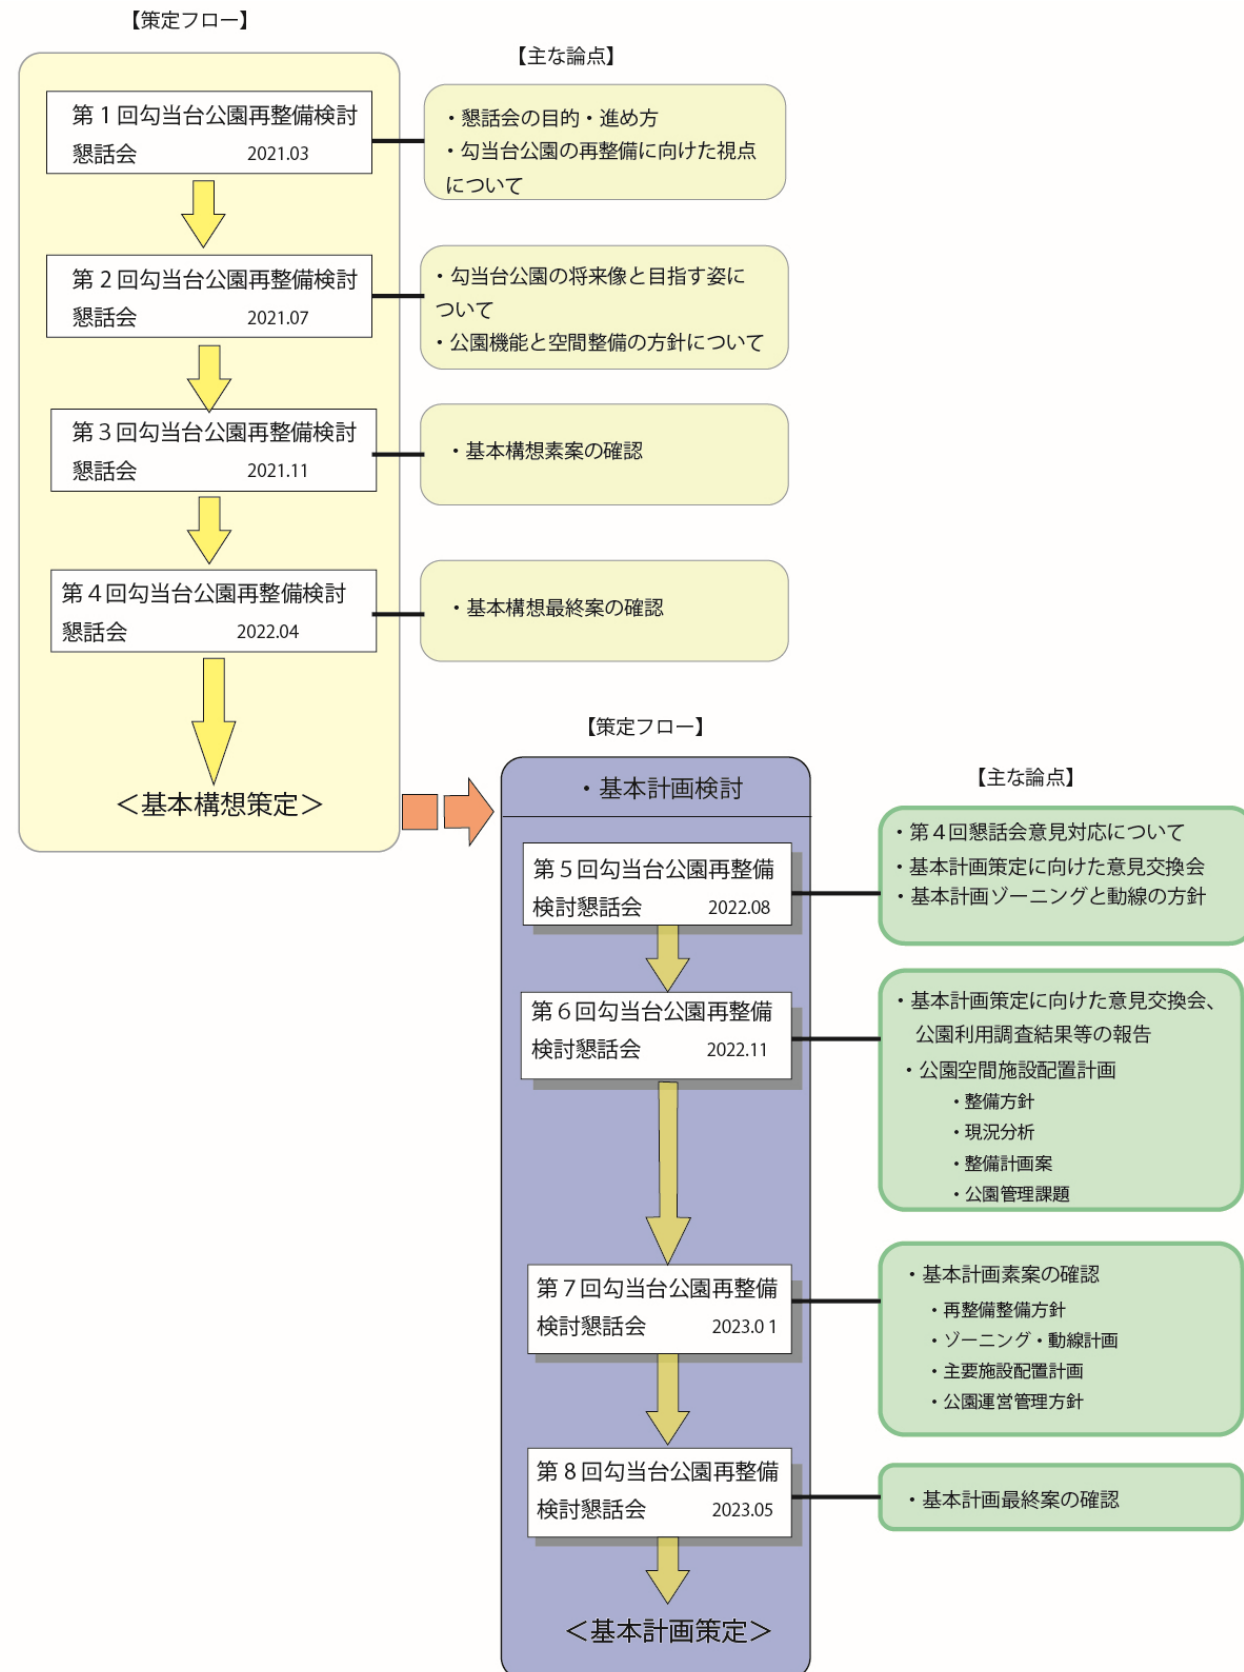 【策定フロー】
【主な論点】
第１回勾当台公園再整備検討
懇話会 2021.03
・懇話会の目的・進め方
・勾当台公園の再整備に向けた視点
について
第２回勾当台公園再整備検討
懇話会 2021.07
・勾当台公園の将来像と目指す姿に
ついて
・公園機能と空間整備の方針について
第３回勾当台公園再整備検討
懇話会 2021.11
・基本構想素案の確認
第４回勾当台公園再整備検討
懇話会 2022.04
・基本構想最終案の確認
＜基本構想策定＞
【策定フロー】
【主な論点】
・基本計画検討
第５回勾当台公園再整備
検討懇話会 2022.08
・第４回懇話会意見対応について
・基本計画策定に向けた意見交換会
・基本計画ゾーニングと動線の方針
第６回勾当台公園再整備
検討懇話会 2022.11
・基本計画策定に向けた意見交換会、
公園利用調査結果等の報告
・公園空間施設配置計画
・整備方針
・現況分析
・整備計画案
・公園管理課題
第７回勾当台公園再整備
検討懇話会 2023.0 1
・基本計画素案の確認
・再整備整備方針
・ゾーニング・動線計画
・主要施設配置計画
・公園運営管理方針
第８回勾当台公園再整備
検討懇話会 2023.05
・基本計画最終案の確認
＜基本計画策定＞